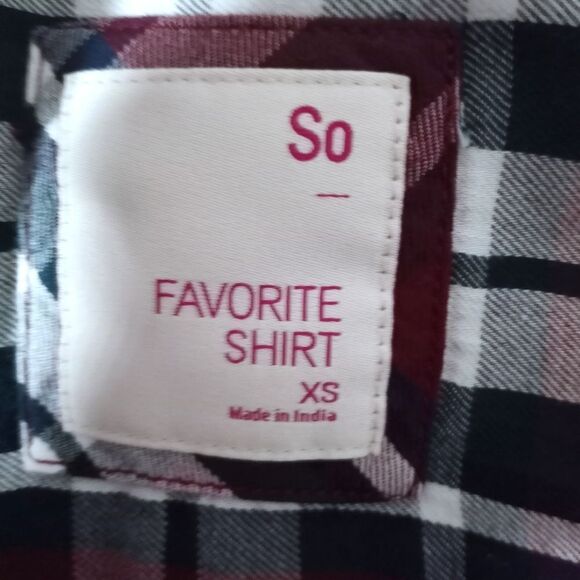 So
FAVORITE
SHIRT
XS
Made in India